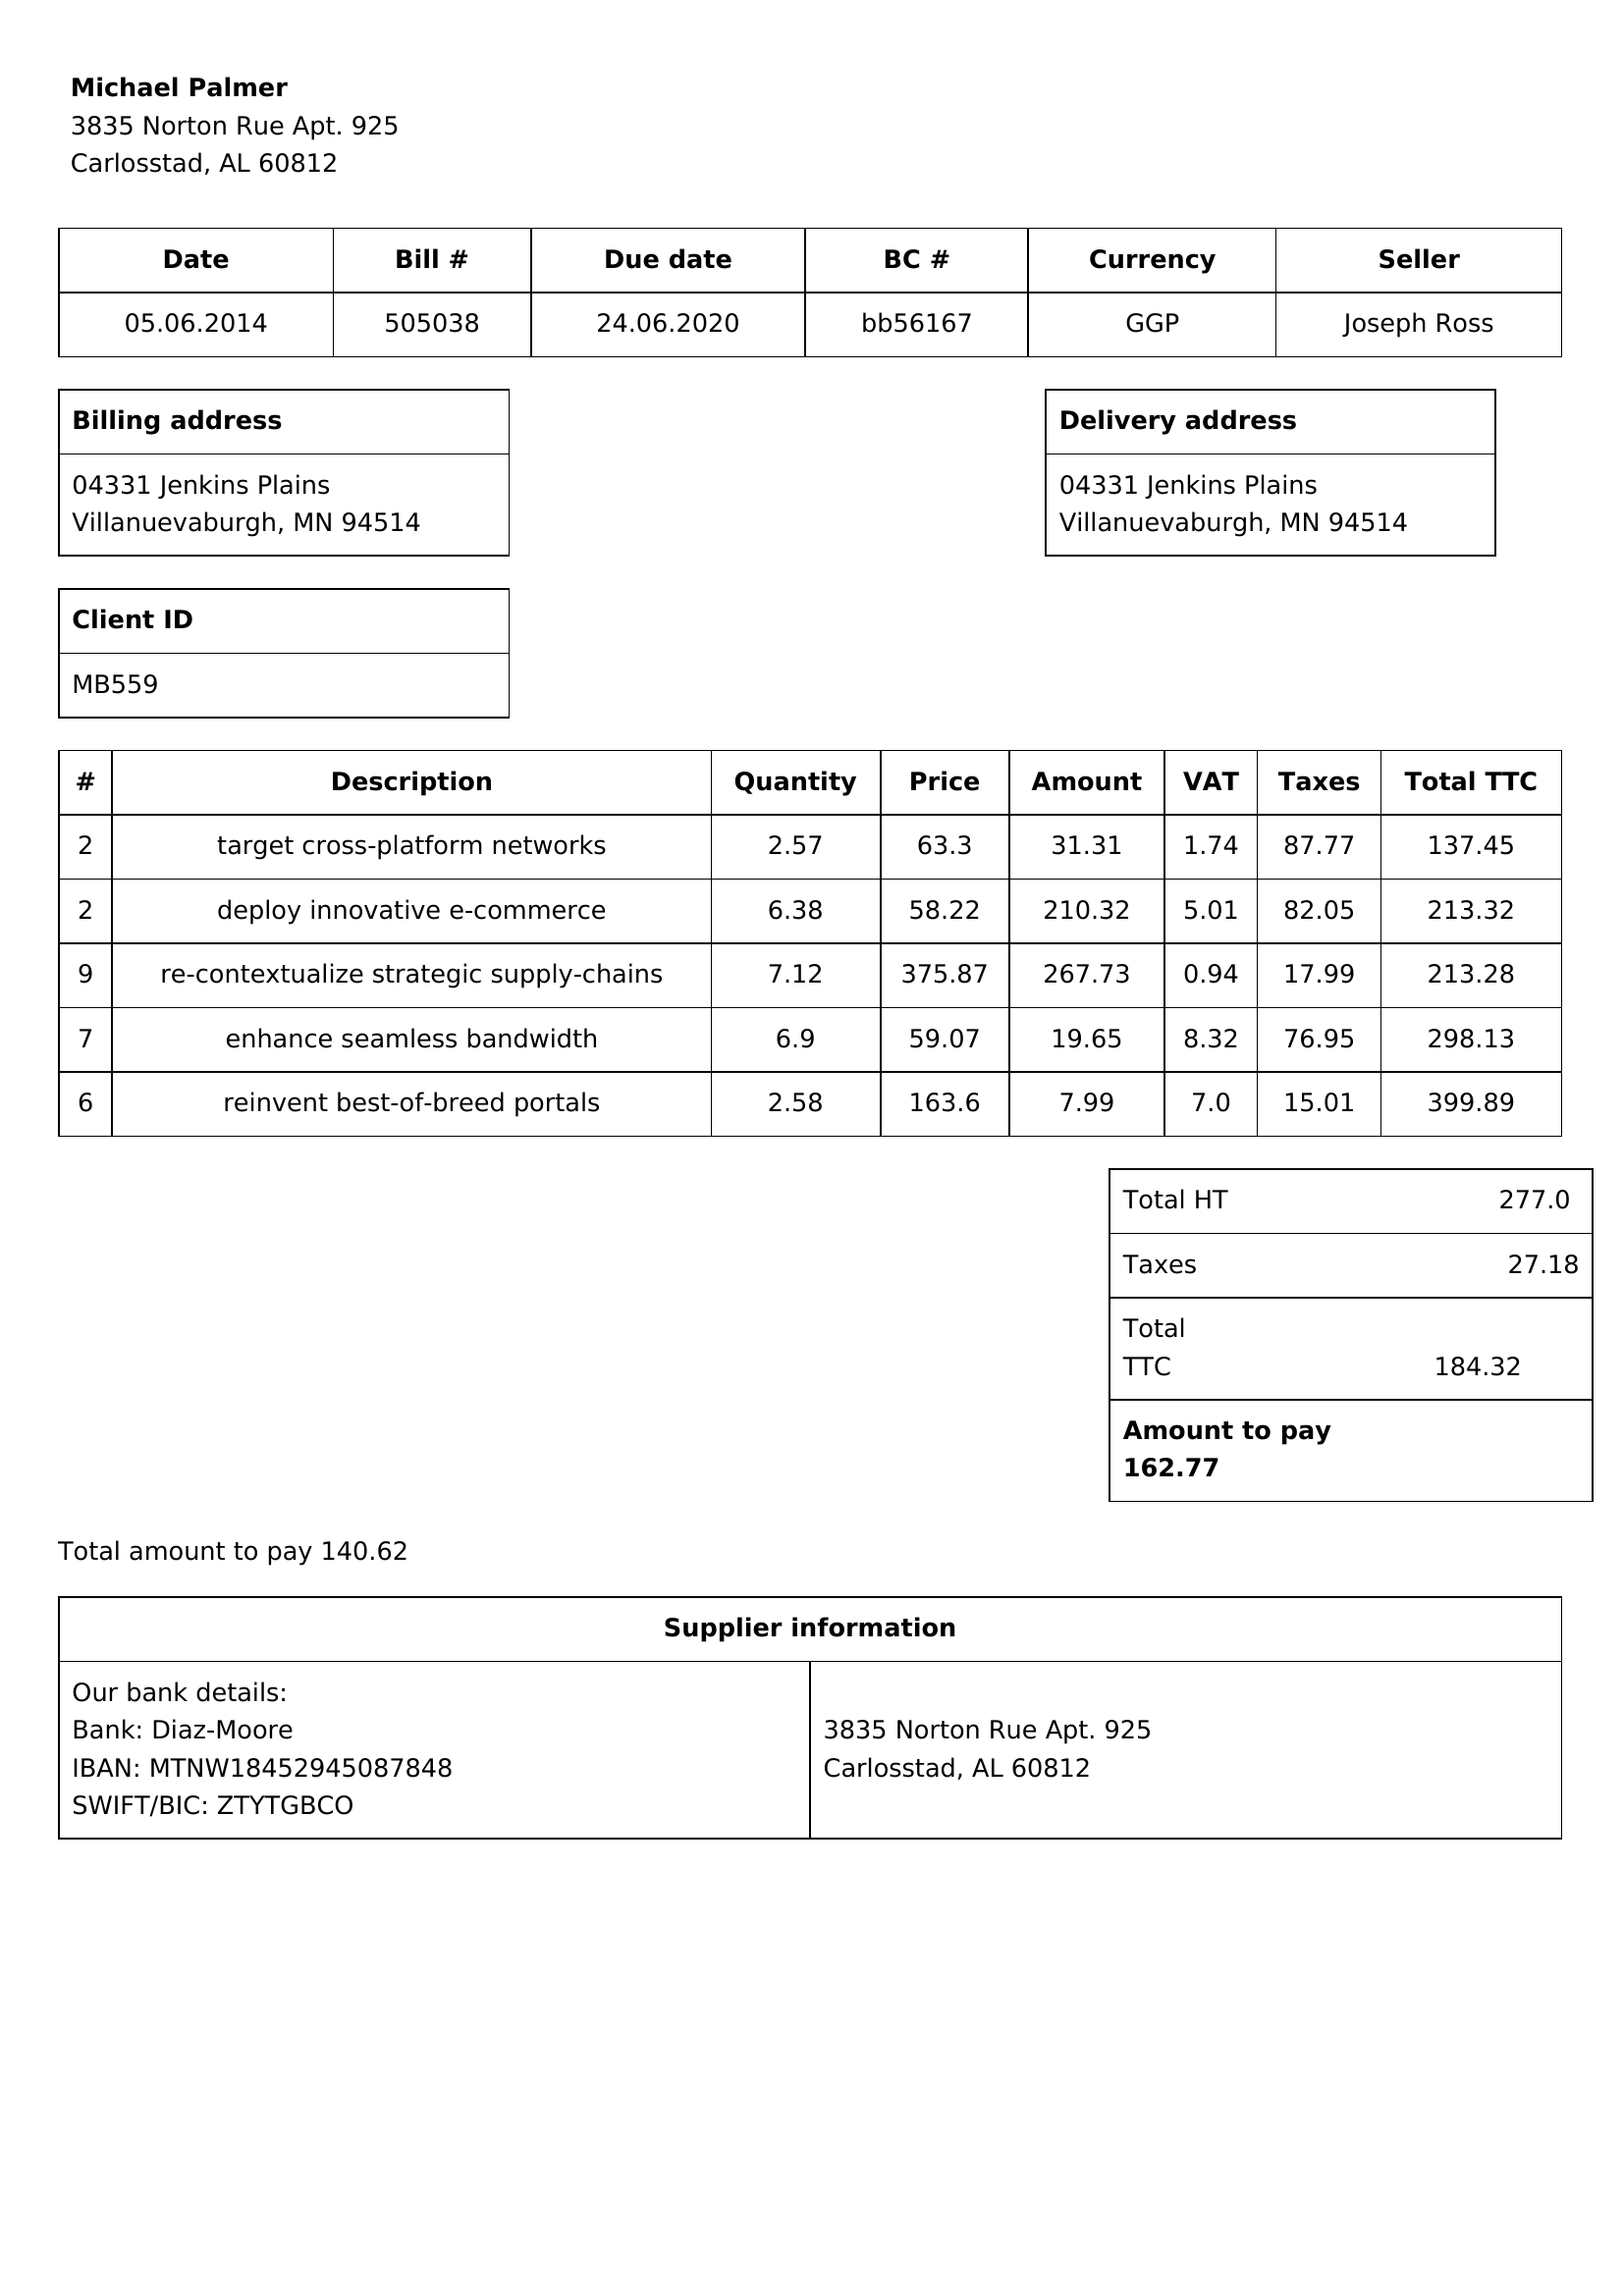 Michael Palmer
3835 Norton Rue Apt. 925
Carlosstad, AL 60812
Date Bill # Due date BC # Currency Seller
05.06.2014 505038 24.06.2020 bb56167 GGP Joseph Ross
Billing address
04331 Jenkins Plains
Villanuevaburgh, MN 94514
Delivery address
04331 Jenkins Plains
Villanuevaburgh, MN 94514
Client ID
MB559
# Description Quantity Price Amount VAT Taxes Total TTC
2 target cross-platform networks 2.57 63.3 31.31 1.74 87.77 137.45
2 deploy innovative e-commerce 6.38 58.22 210.32 5.01 82.05 213.32
9 re-contextualize strategic supply-chains 7.12 375.87 267.73 0.94 17.99 213.28
7 enhance seamless bandwidth 6.9 59.07 19.65 8.32 76.95 298.13
6 reinvent best-of-breed portals 2.58 163.6 7.99 7.0 15.01 399.89
Total HT 277.0
Taxes 27.18
Total
TTC 184.32
Amount to pay
162.77
Total amount to pay 140.62
Supplier information
Our bank details:
Bank: Diaz-Moore
IBAN: MTNW18452945087848
SWIFT/BIC: ZTYTGBCO
3835 Norton Rue Apt. 925
Carlosstad, AL 60812